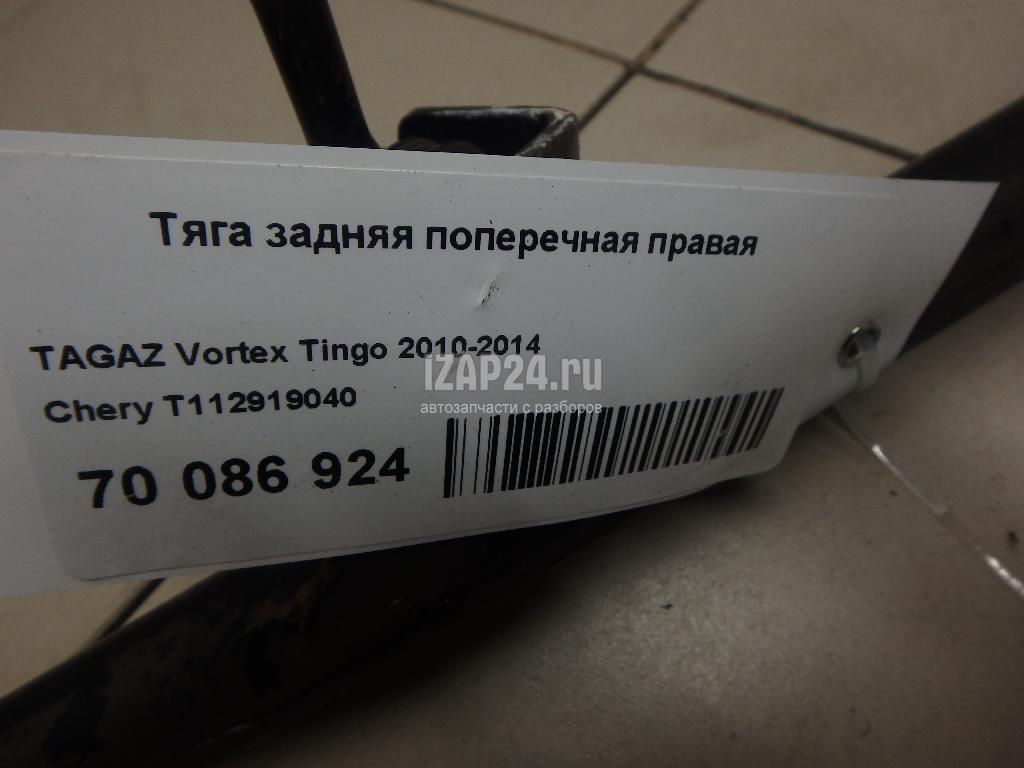 Тяга задняя поперечная правая
TAGAZ Vortex Tingo 2010-2014
IZAP24.ru
Chery T112919040
автозапчасти с разборов
70 086 924